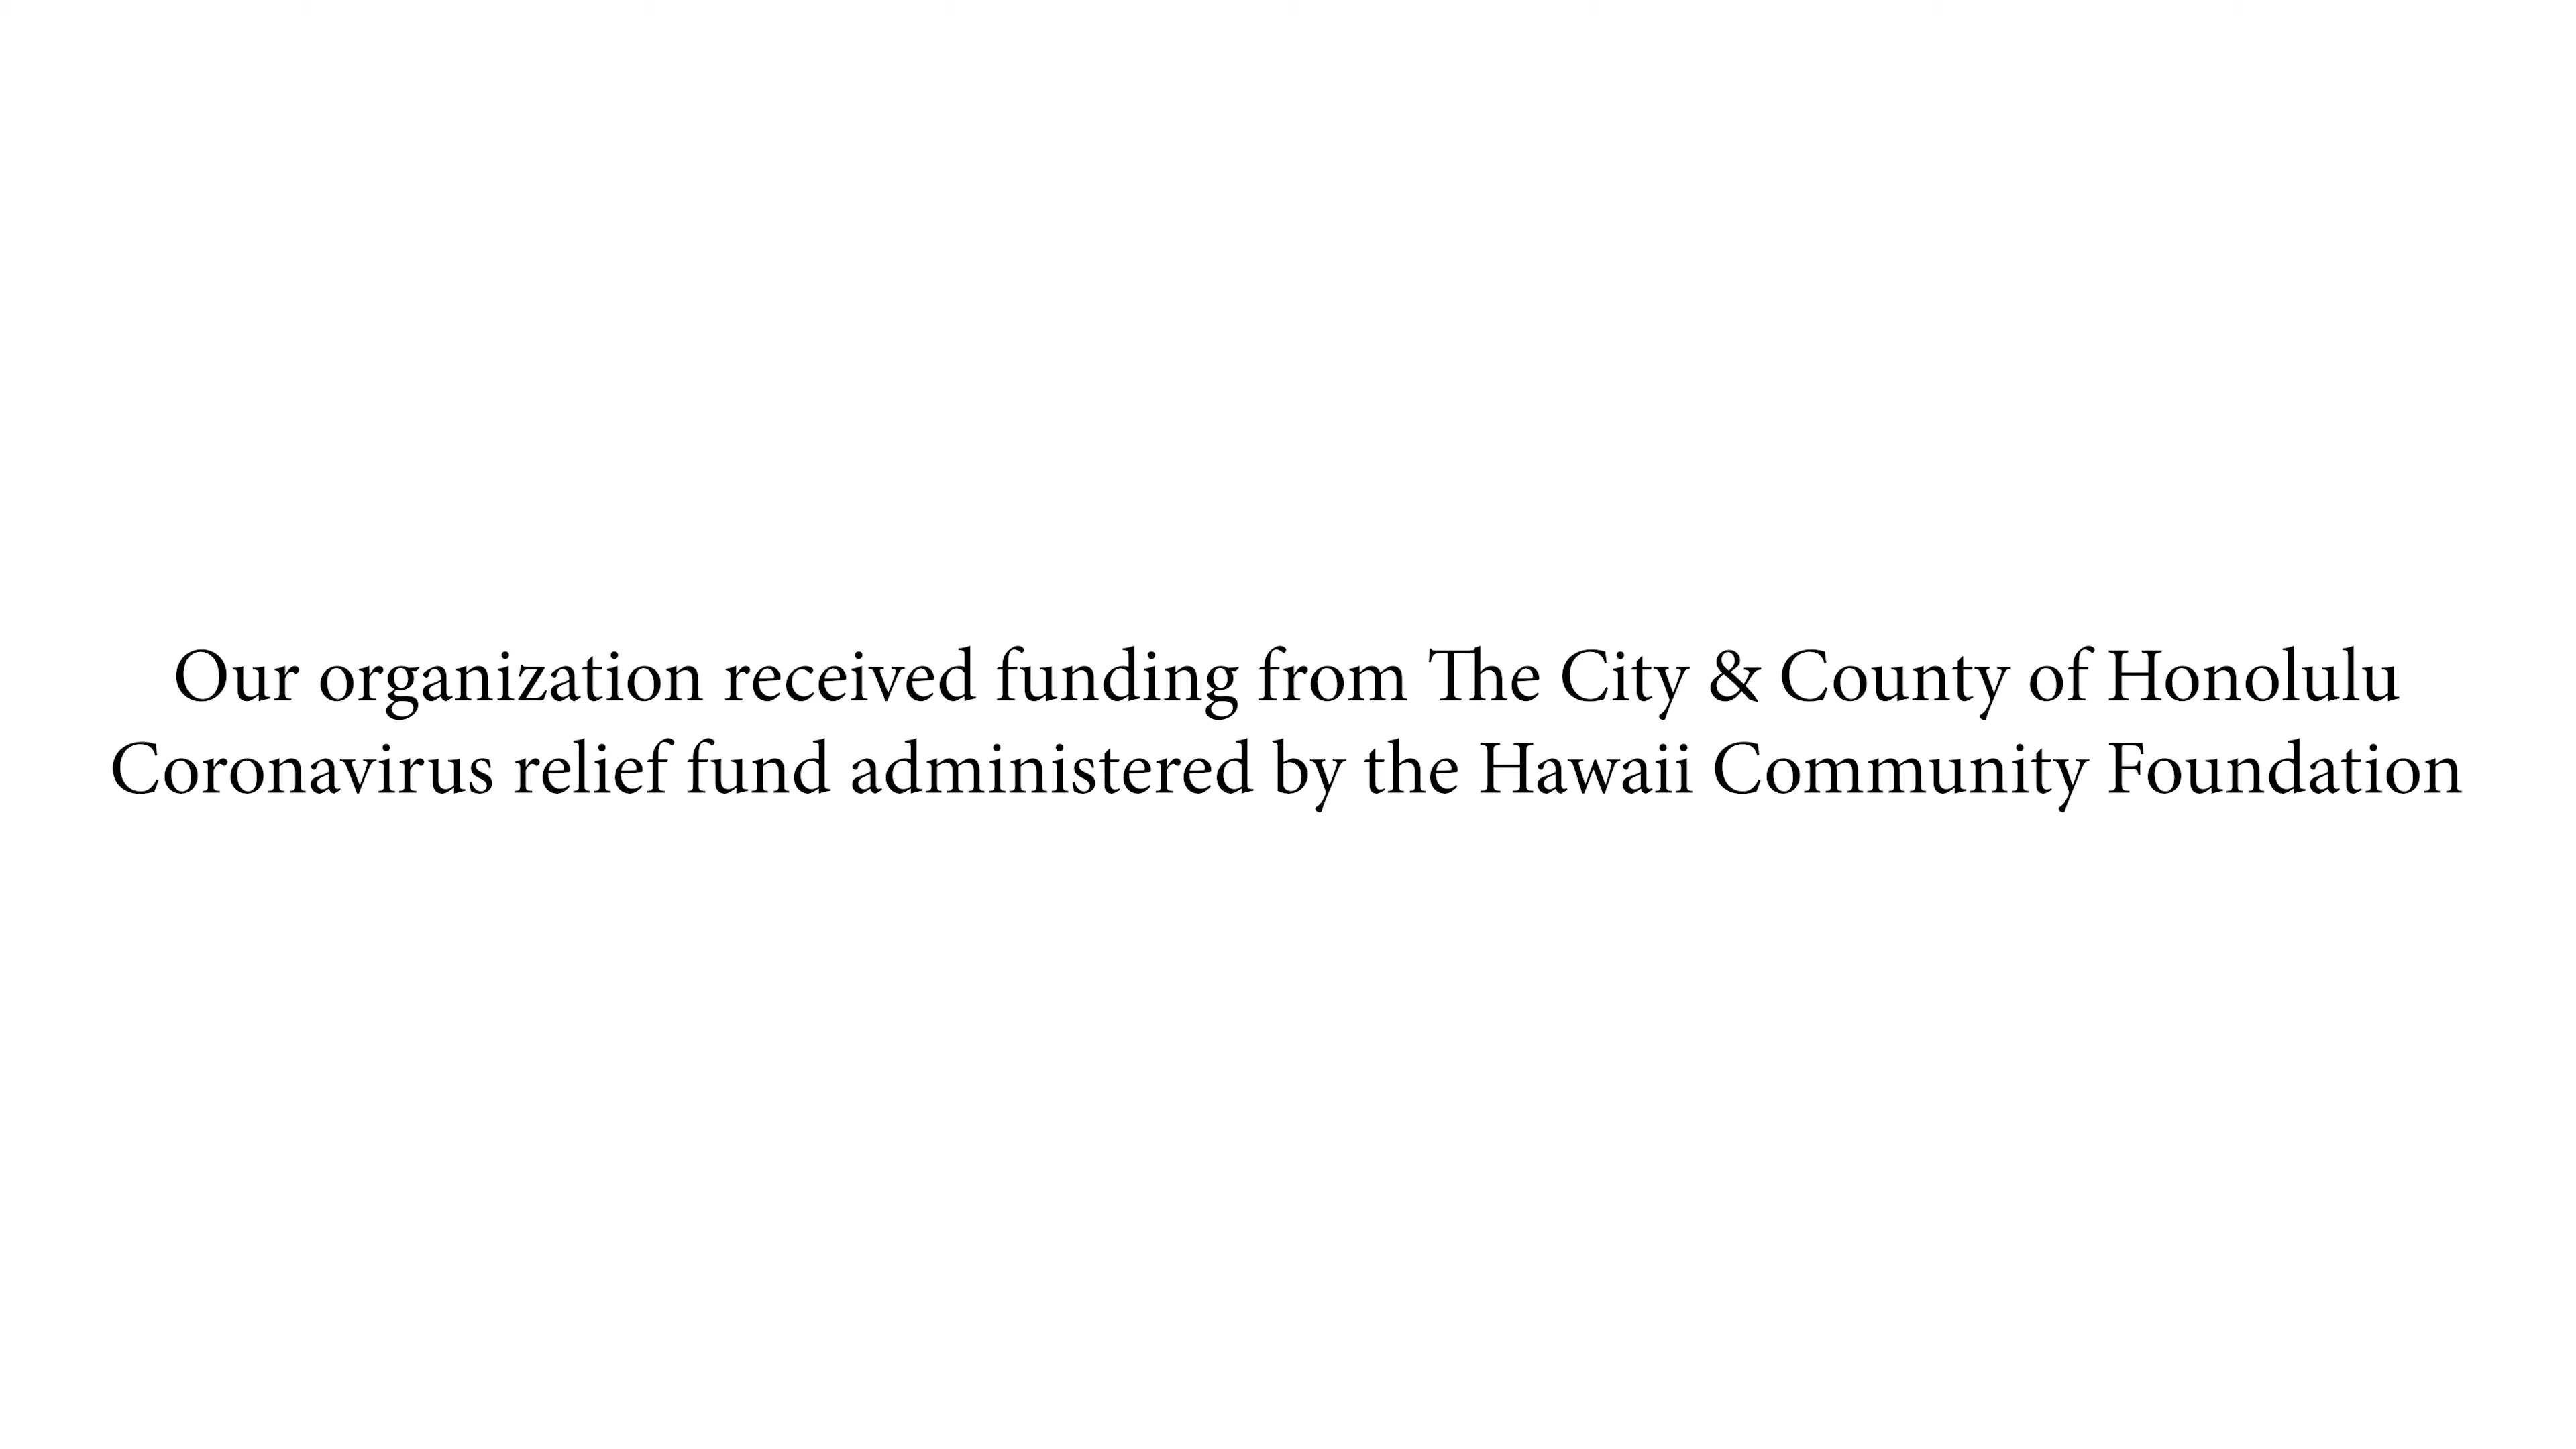 Our organization received funding from The City & County of Honolulu
Coronavirus relief fund administered by the Hawaii Community Foundation